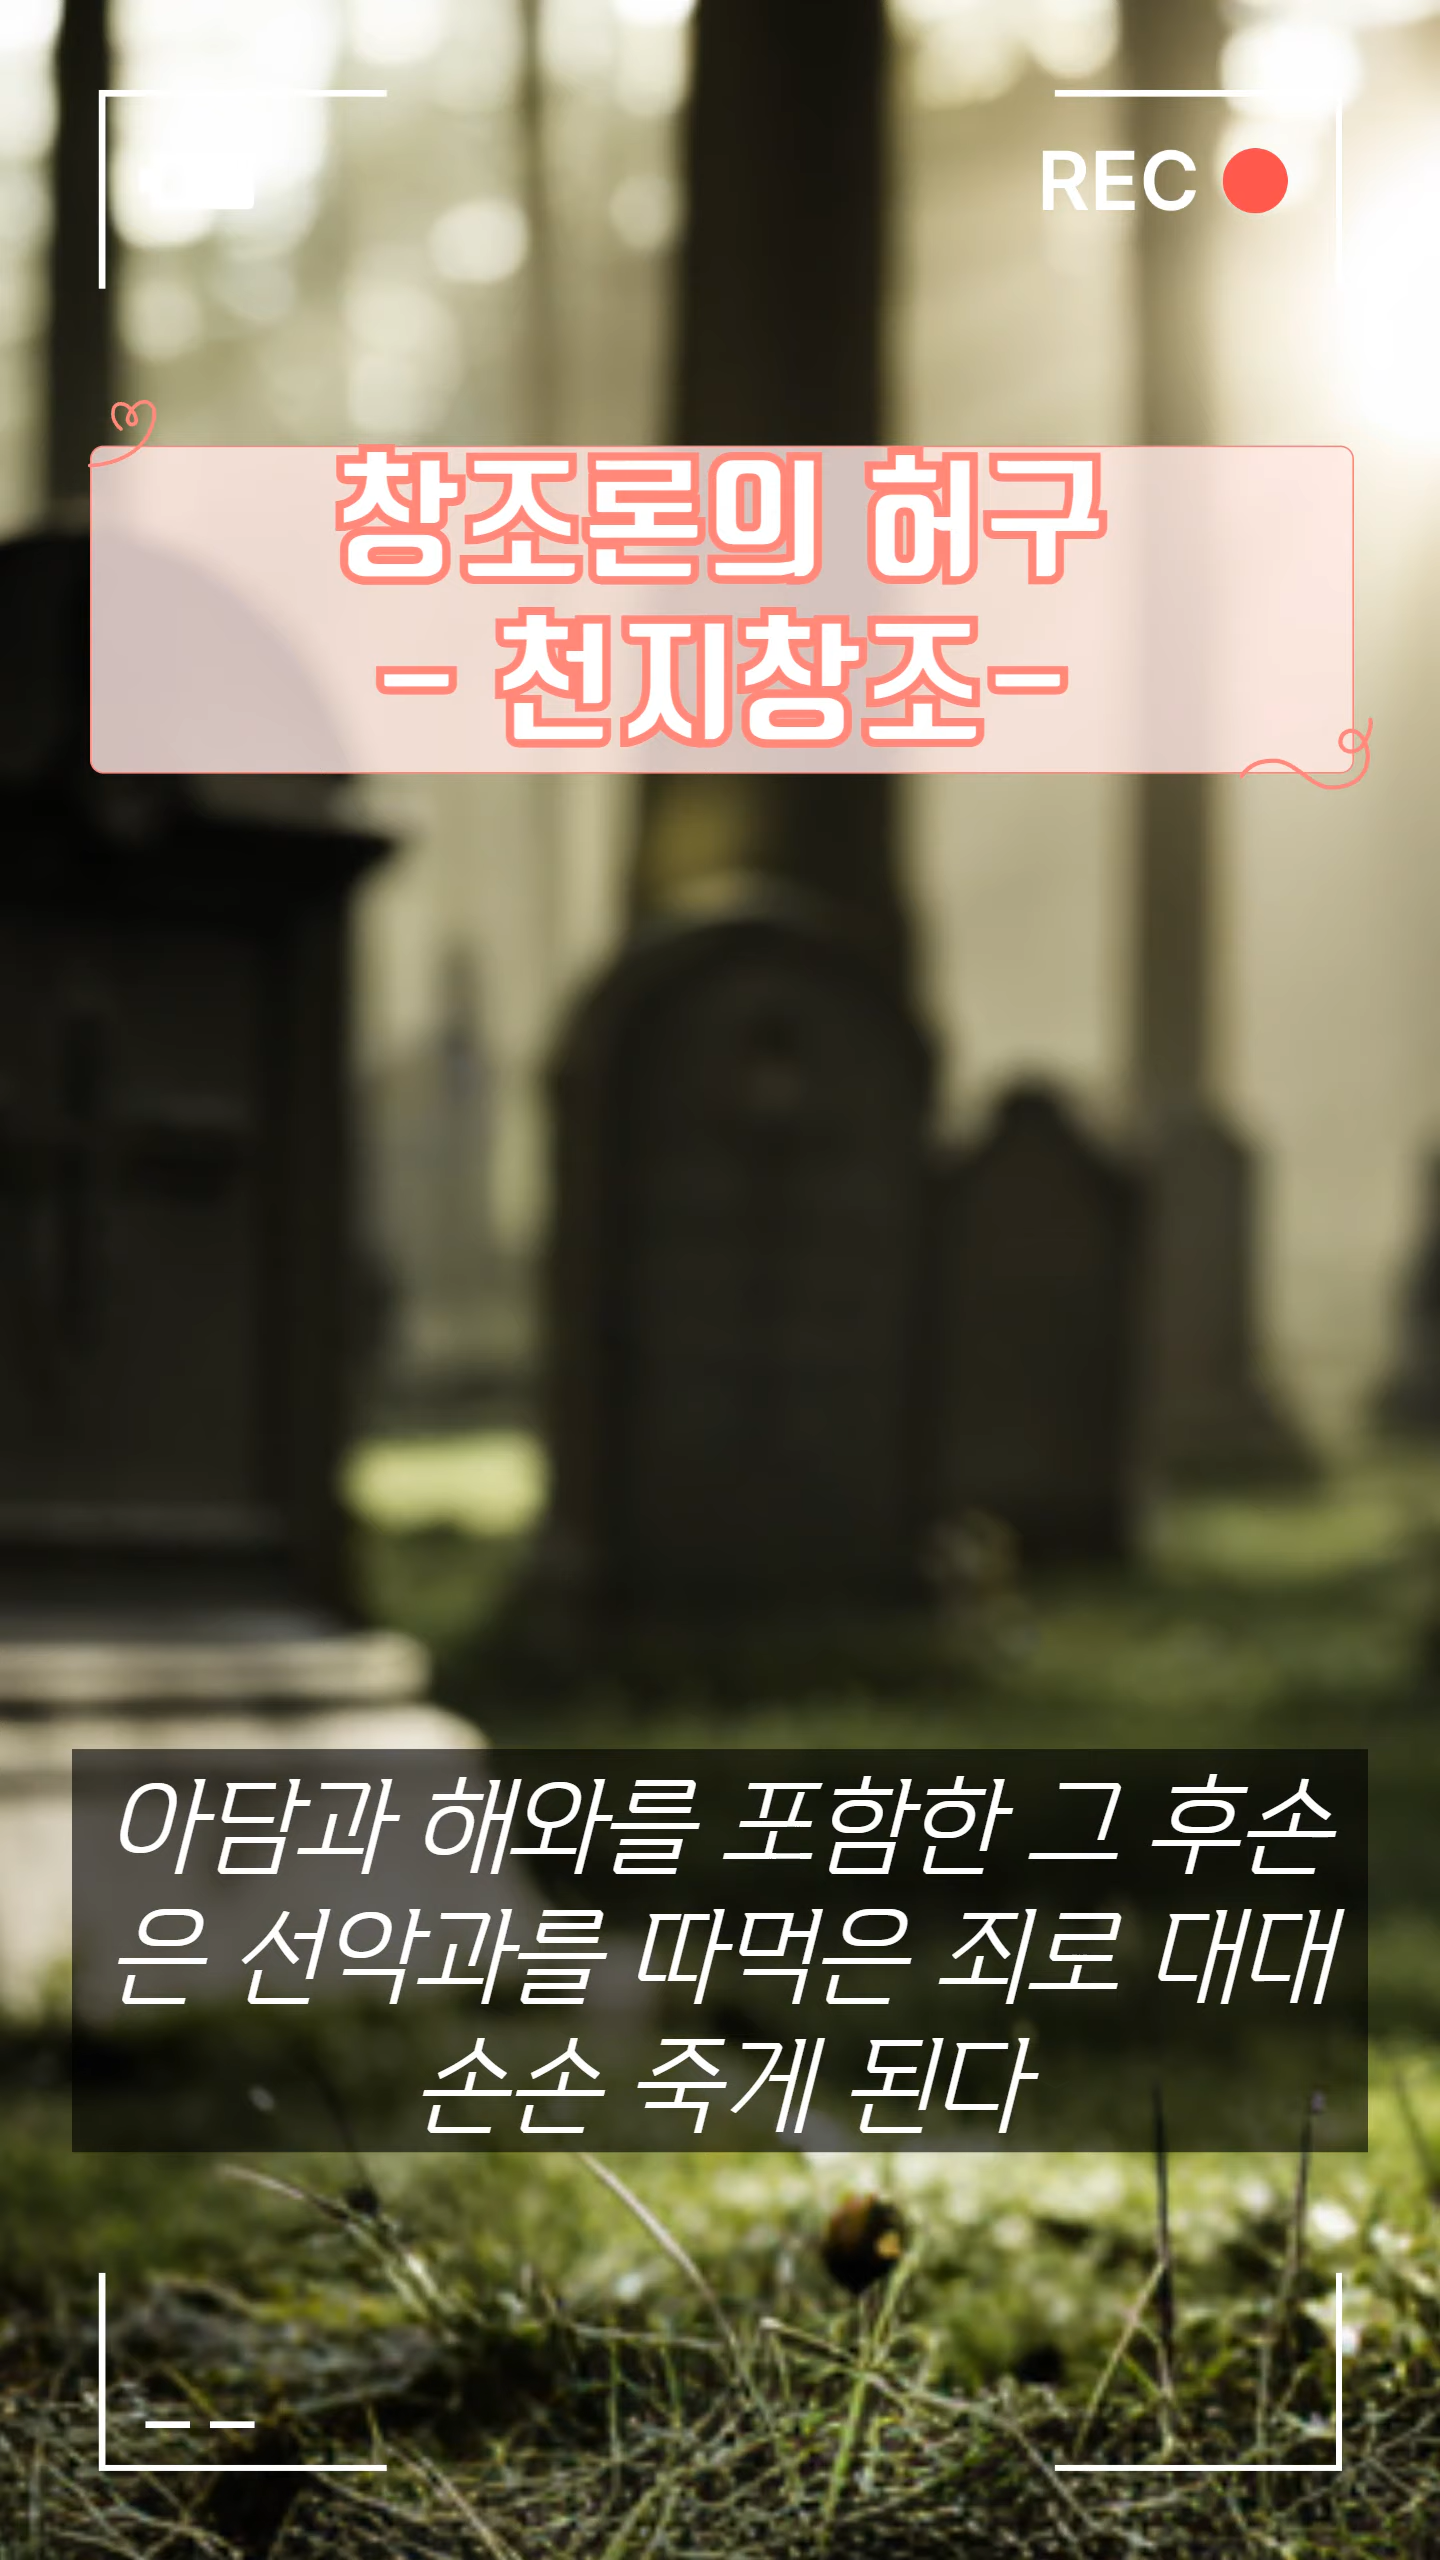 REC
창조론의 허구
- 천지창조-
아담과 해와를 포함한 그 후손
은 선악과를 따먹은 죄로 대대
손손 죽게 된다